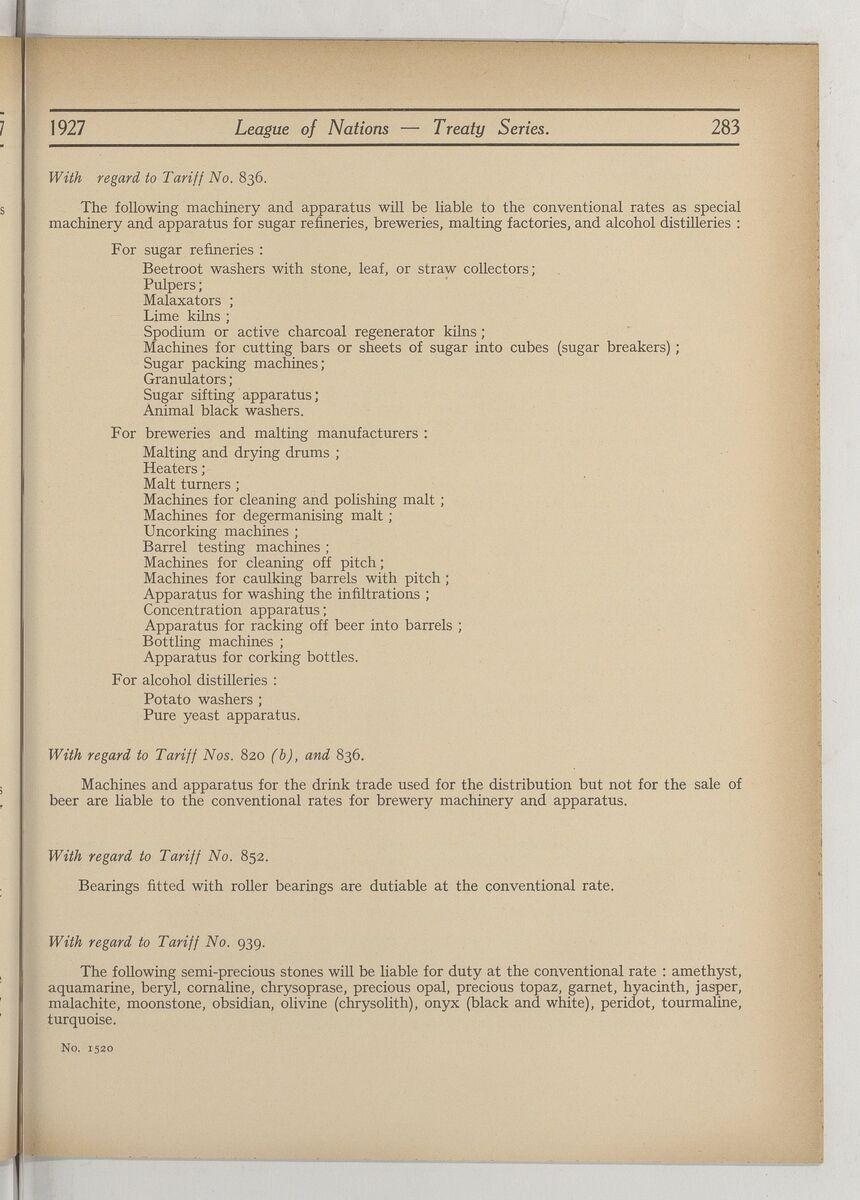 1927 League of Nations — Treaty Series. 283
With regard to Tariff No. 836.
The following machinery and apparatus will be liable to the conventional rates as special
machinery and apparatus for sugar refineries, breweries, malting factories, and alcohol distilleries :
For sugar refineries :
Beetroot washers with stone, leaf, or straw collectors;
Pulpers;
Malaxators ;
Lime kilns ;
Spodium or active charcoal regenerator kilns ;
Machines for cutting bars or sheets of sugar into cubes (sugar breakers) ;
Sugar packing machines;
Granulators;
Sugar sifting apparatus;
Animal black washers.
For breweries and malting manufacturers :
Malting and drying drums ;
Heaters;
Malt turners ;
Machines for cleaning and polishing malt ;
Machines for degermanising malt ;
Uncorking machines ;
Barrel testing machines ;
Machines for cleaning off pitch;
Machines for caulking barrels with pitch ;
Apparatus for washing the infiltrations ;
Concentration apparatus;
Apparatus for racking off beer into barrels ;
Bottling machines ;
Apparatus for corking bottles.
For alcohol distilleries :
Potato washers ;
Pure yeast apparatus.
With regard to Tariff Nos. 820 (b), and 836.
Machines and apparatus for the drink trade used for the distribution but not for the sale of
beer are liable to the conventional rates for brewery machinery and apparatus.
With regard to Tariff No. 852.
Bearings fitted with roller bearings are dutiable at the conventional rate.
With regard to Tariff No. 939.
The following semi-precious stones will be liable for duty at the conventional rate : amethyst,
aquamarine, beryl, cornaline, chrysoprase, precious opal, precious topaz, garnet, hyacinth, jasper,
malachite, moonstone, obsidian, olivine (chrysolith), onyx (black and white), peridot, tourmaline,
turquoise.
No. 1520